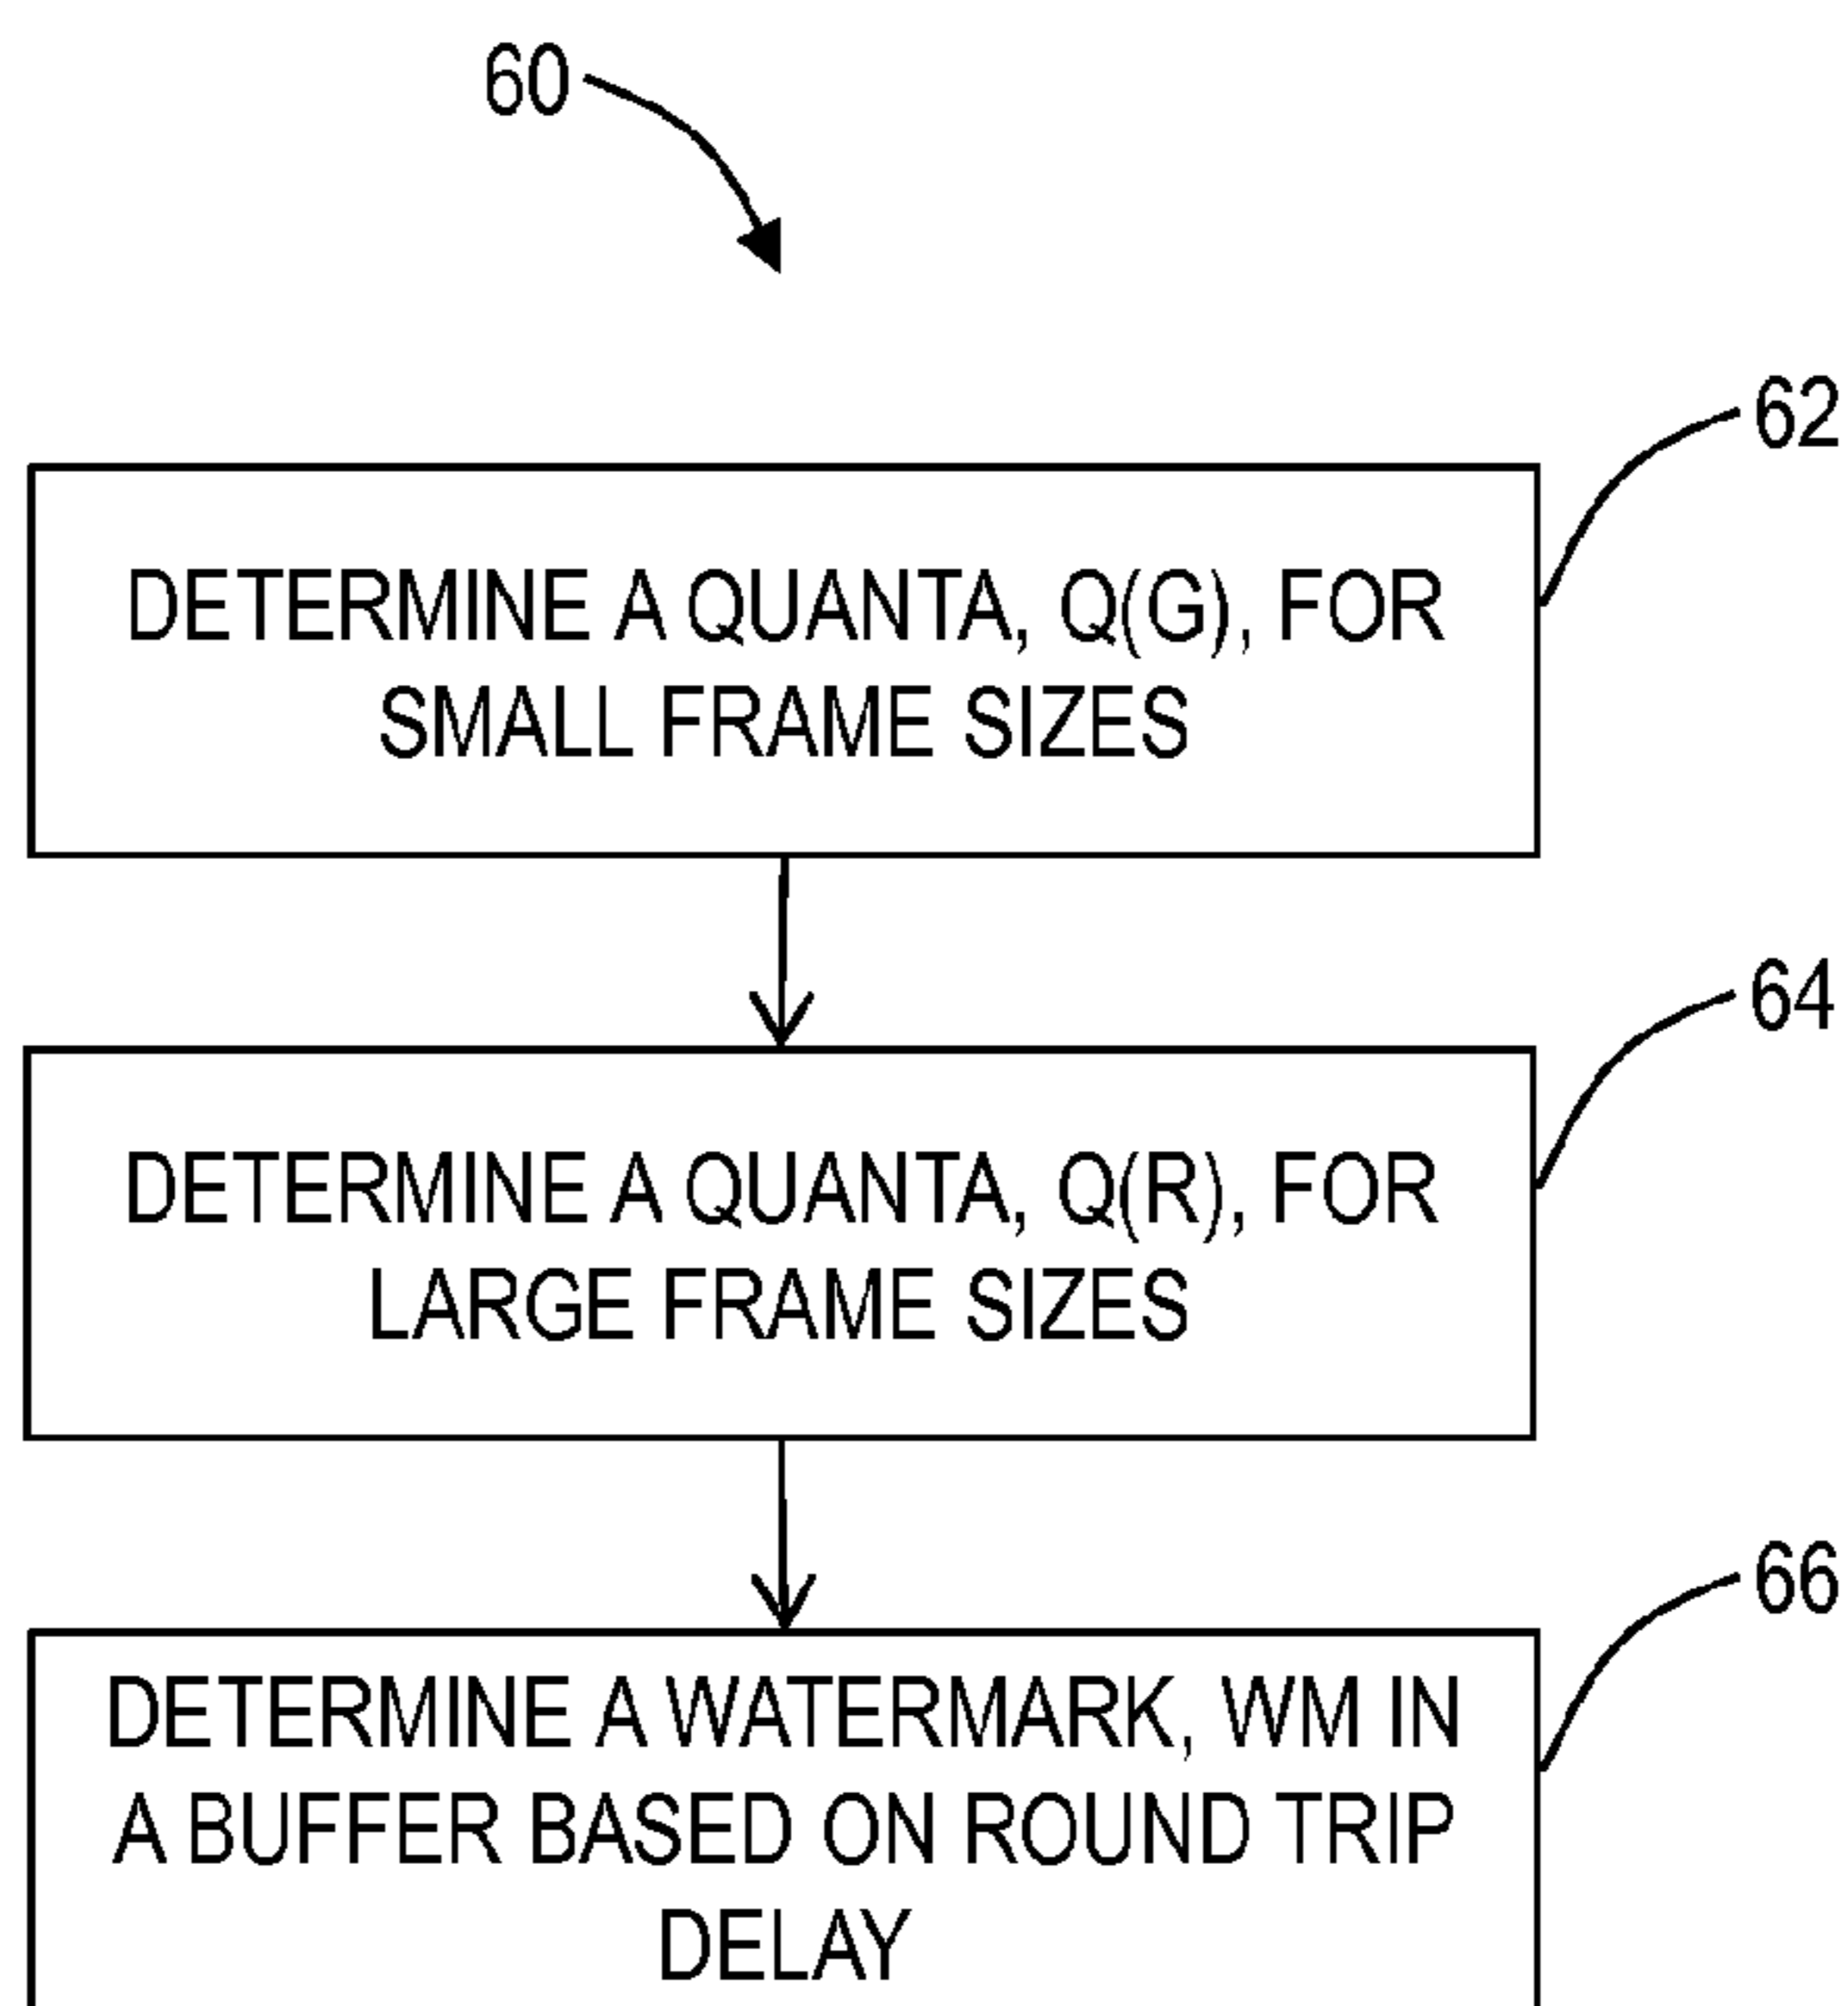 60
62
DETERMINE A QUANTA, Q(G), FOR
SMALL FRAME SIZES
64
DETERMINE A QUANTA, Q(R), FOR
LARGE FRAME SIZES
66
DETERMINE A WATERMARK, WM IN
A BUFFER BASED ON ROUND TRIP
DELAY